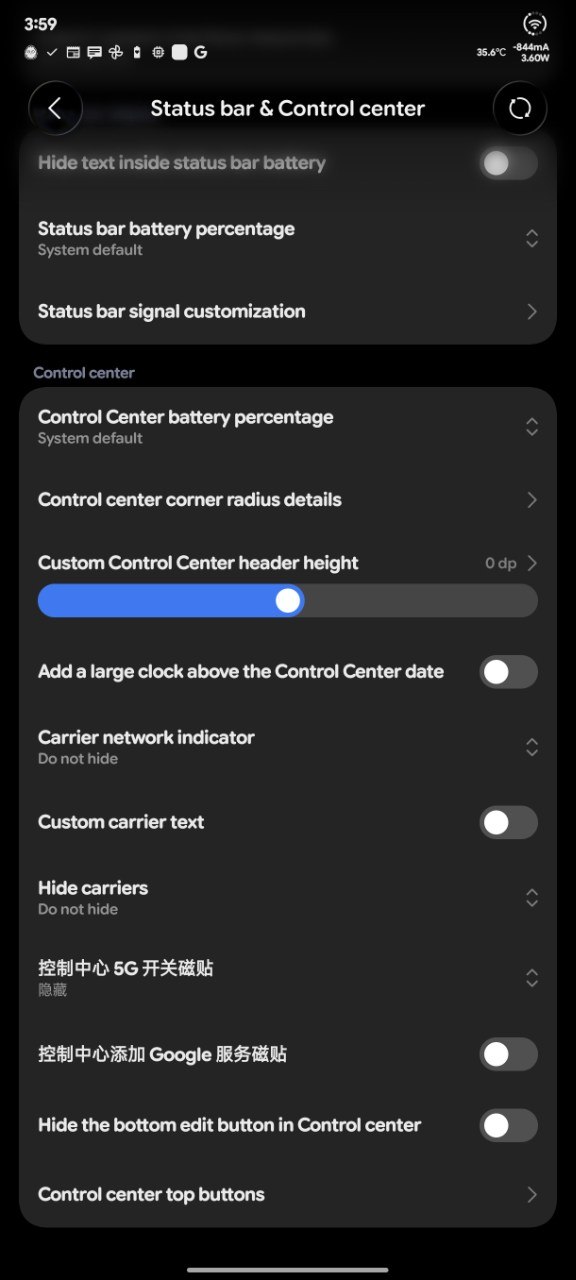 3:59
35.6°C
-844mA
3.60W
Status bar & Control center
Hide text inside status bar battery
Status bar battery percentage
System default
Status bar signal customization
Control center
Control Center battery percentage
System default
Control center corner radius details
Custom Control Center header height
0 dp
Add a large clock above the Control Center date
Carrier network indicator
Do not hide
Custom carrier text
Hide carriers
Do not hide
控制中心 5G 开关磁贴
隐藏
控制中心添加 Google 服务磁贴
Hide the bottom edit button in Control center
Control center top buttons